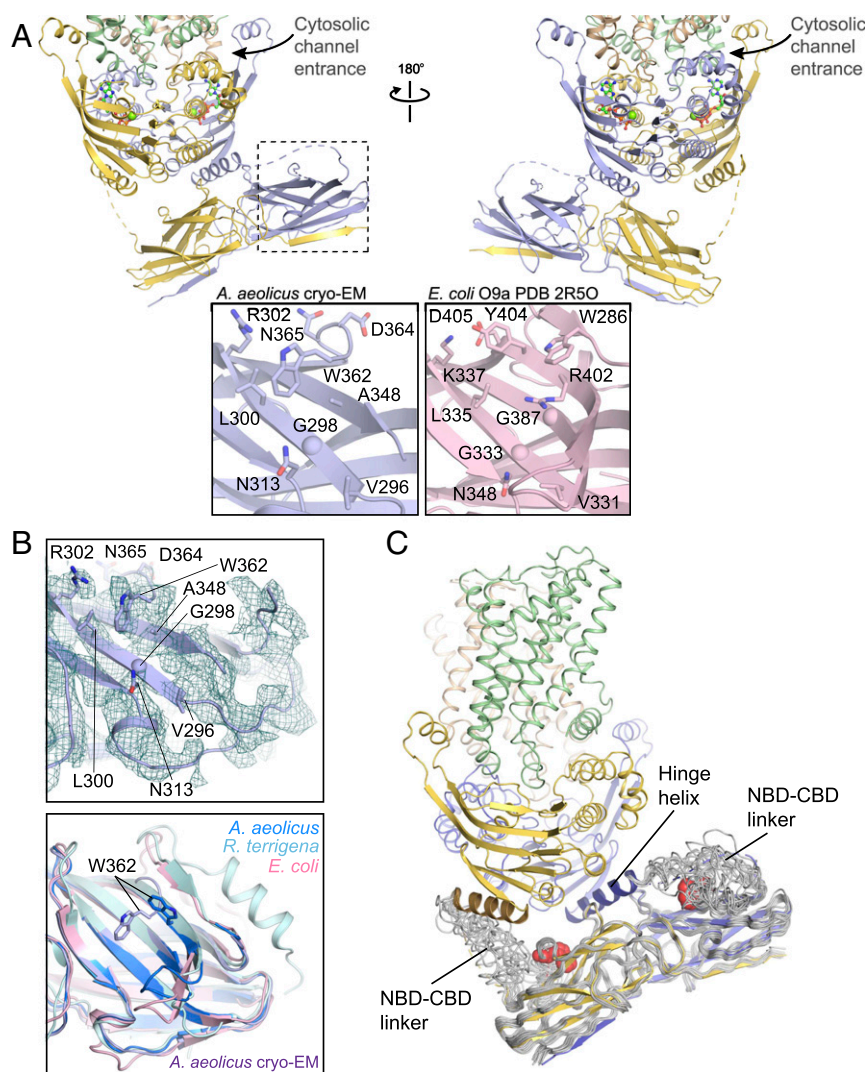 A
Cytosolic
channel
entrance
180°
Cytosolic
channel
entrance
A. aeolicus cryo-EM
R302
N365
D364
W362
A348
L300
G298
N313
V296
E. coli O9a PDB 2R5O
D405
Y404
W286
K337
R402
L335
G387
G333
N348
V331
B
R302 N365 D364
W362
A348
G298
V296
L300
N313
A. aeolicus
R. terrigena
E. coli
W362
A. aeolicus cryo-EM
C
Hinge
helix
NBD-CBD
linker
NBD-CBD
linker